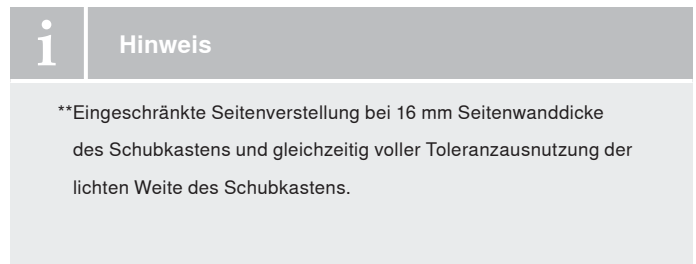 i
Hinweis
**Eingeschränkte Seitenverstellung bei 16 mm Seitenwanddicke
des Schubkastens und gleichzeitig voller Toleranzausnutzung der
lichten Weite des Schubkastens.